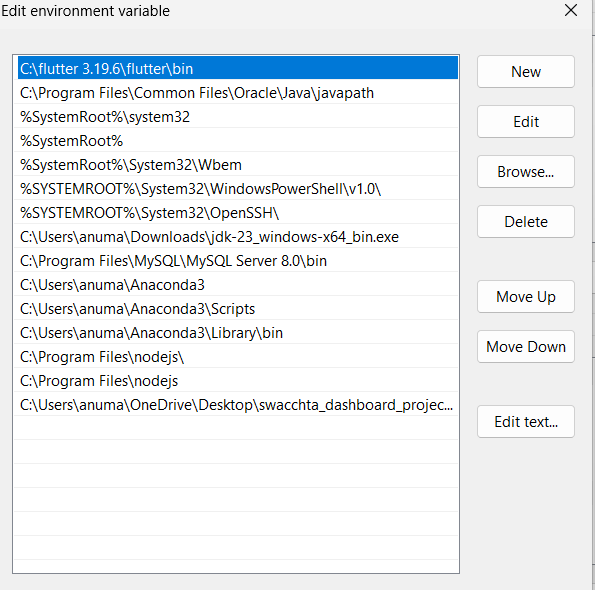 Edit environment variable
C:\flutter 3.19.6\flutter\bin
C:\Program Files\Common Files\Oracle\Java\javapath
%SystemRoot%\system32
%SystemRoot%
%SystemRoot%\System32\Wbem
%SYSTEMROOT%\System32\WindowsPowerShell\v1.0\
%SYSTEMROOT%\System32\OpenSSH\
C:\Users\anuma\Downloads\jdk-23_windows-x64_bin.exe
C:\Program Files\MySQL\MySQL Server 8.0\bin
C:\Users\anuma\Anaconda3
C:\Users\anuma\Anaconda3\Scripts
C:\Users\anuma\Anaconda3\Library\bin
C:\Program Files\nodejs\
C:\Program Files\nodejs
C:\Users\anuma\OneDrive\Desktop\swacchta_dashboard_projec...
New
Edit
Browse...
Delete
Move Up
Move Down
Edit text...